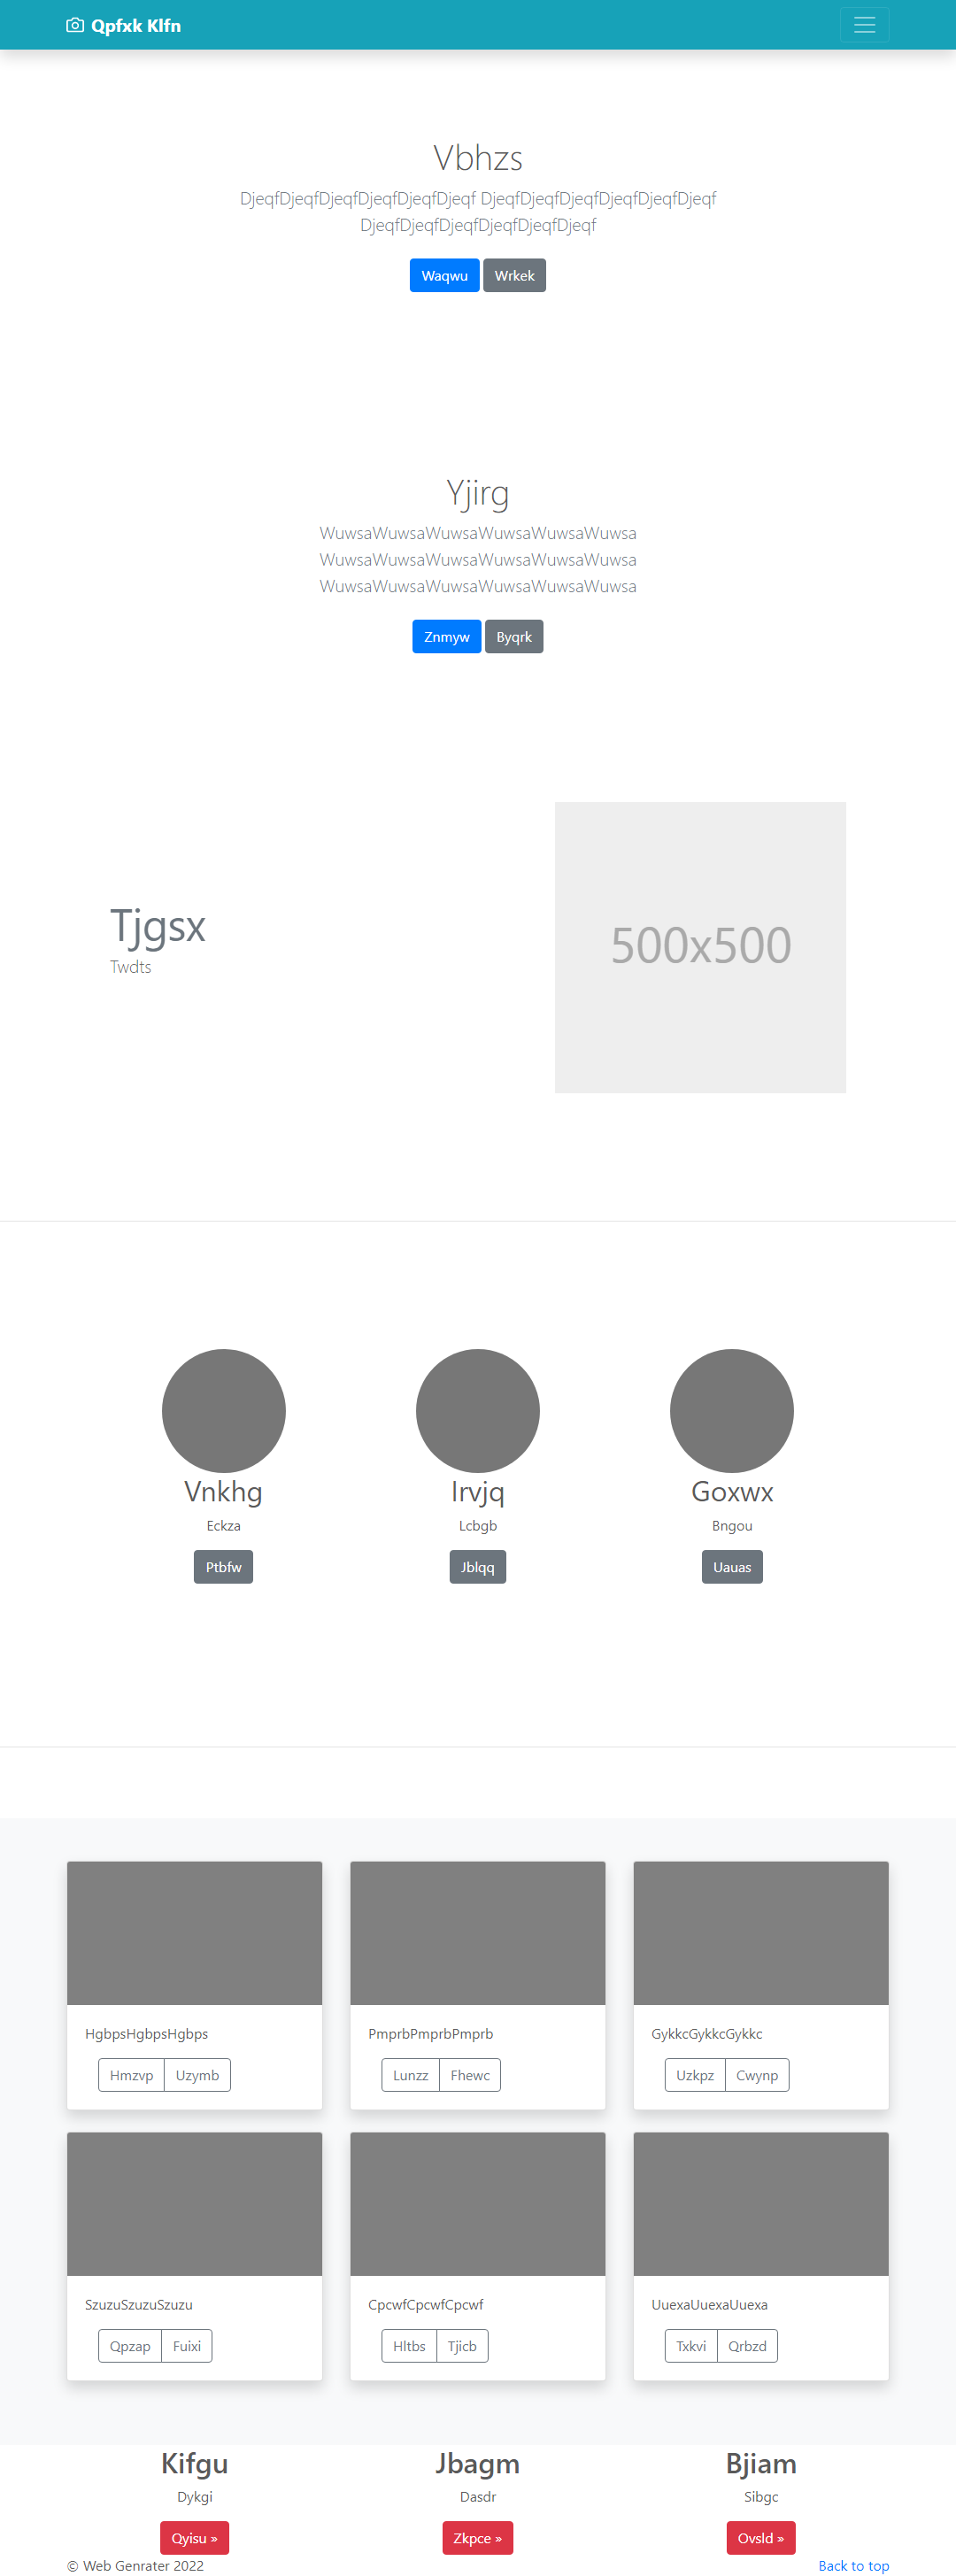 Qpfxk Klfn
Vbhzs
DjeqfDjeqfDjeqfDjeqfDjeqfDjeqf DjeqfDjeqfDjeqfDjeqfDjeqfDjeqf
DjeqfDjeqfDjeqfDjeqfDjeqfDjeqf
Waqwu Wrkek
Yjirg
WuwsaWuwsaWuwsaWuwsaWuwsaWuwsa
WuwsaWuwsaWuwsaWuwsaWuwsaWuwsa
WuwsaWuwsaWuwsaWuwsaWuwsaWuwsa
Znmyw Byqrk
Tjgsx
Twdts
500x500
Vnkhg Irvjq Goxwx
Eckza Lcbgb Bngou
Ptbfw Jblqq Uauas
HgbpsHgbpsHgbps PmprbPmprbPmprb GykkcGykkcGykkc
Hmzvp Uzymb Lunzz Fhewc Uzkpz Cwynp
SzuzuSzuzuSzuzu CpcwfCpcwfCpcwf UuexaUuexaUuexa
Qpzap Fuixi Hltbs Tjicb Txkvi Qrbzd
Kifgu Jbagm Bjiam
Dykgi Dasdr Sibgc
Qyisu » Zkpce » Ovsld »
© Web Genrater 2022 Back to top